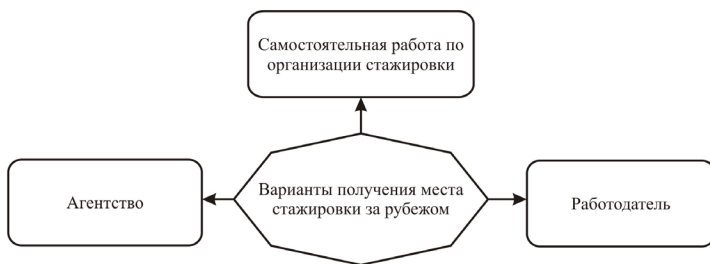 Самостоятельная работа по
организации стажировки
Агентство
Варианты получения места
стажировки за рубежом
Работодатель